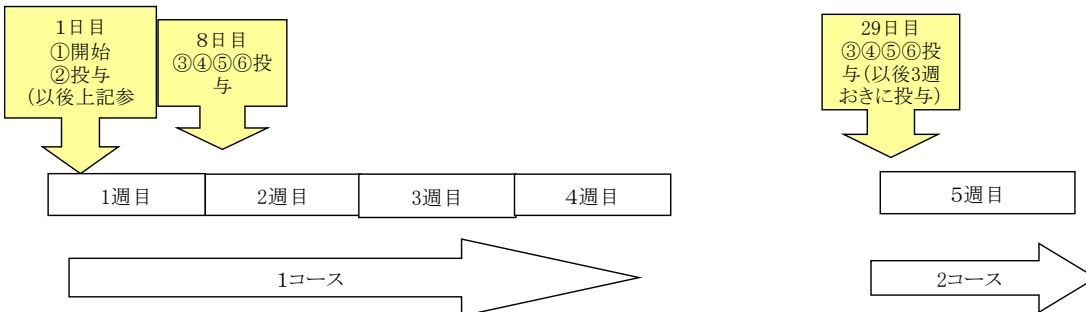 1日目
①開始
②投与
(以後上記参
8日目
③④⑤⑥投
与
29日目
③④⑤⑥投
与(以後3週
おきに投与)
1週目
2週目
3週目
4週目
5週目
1コース
2コース